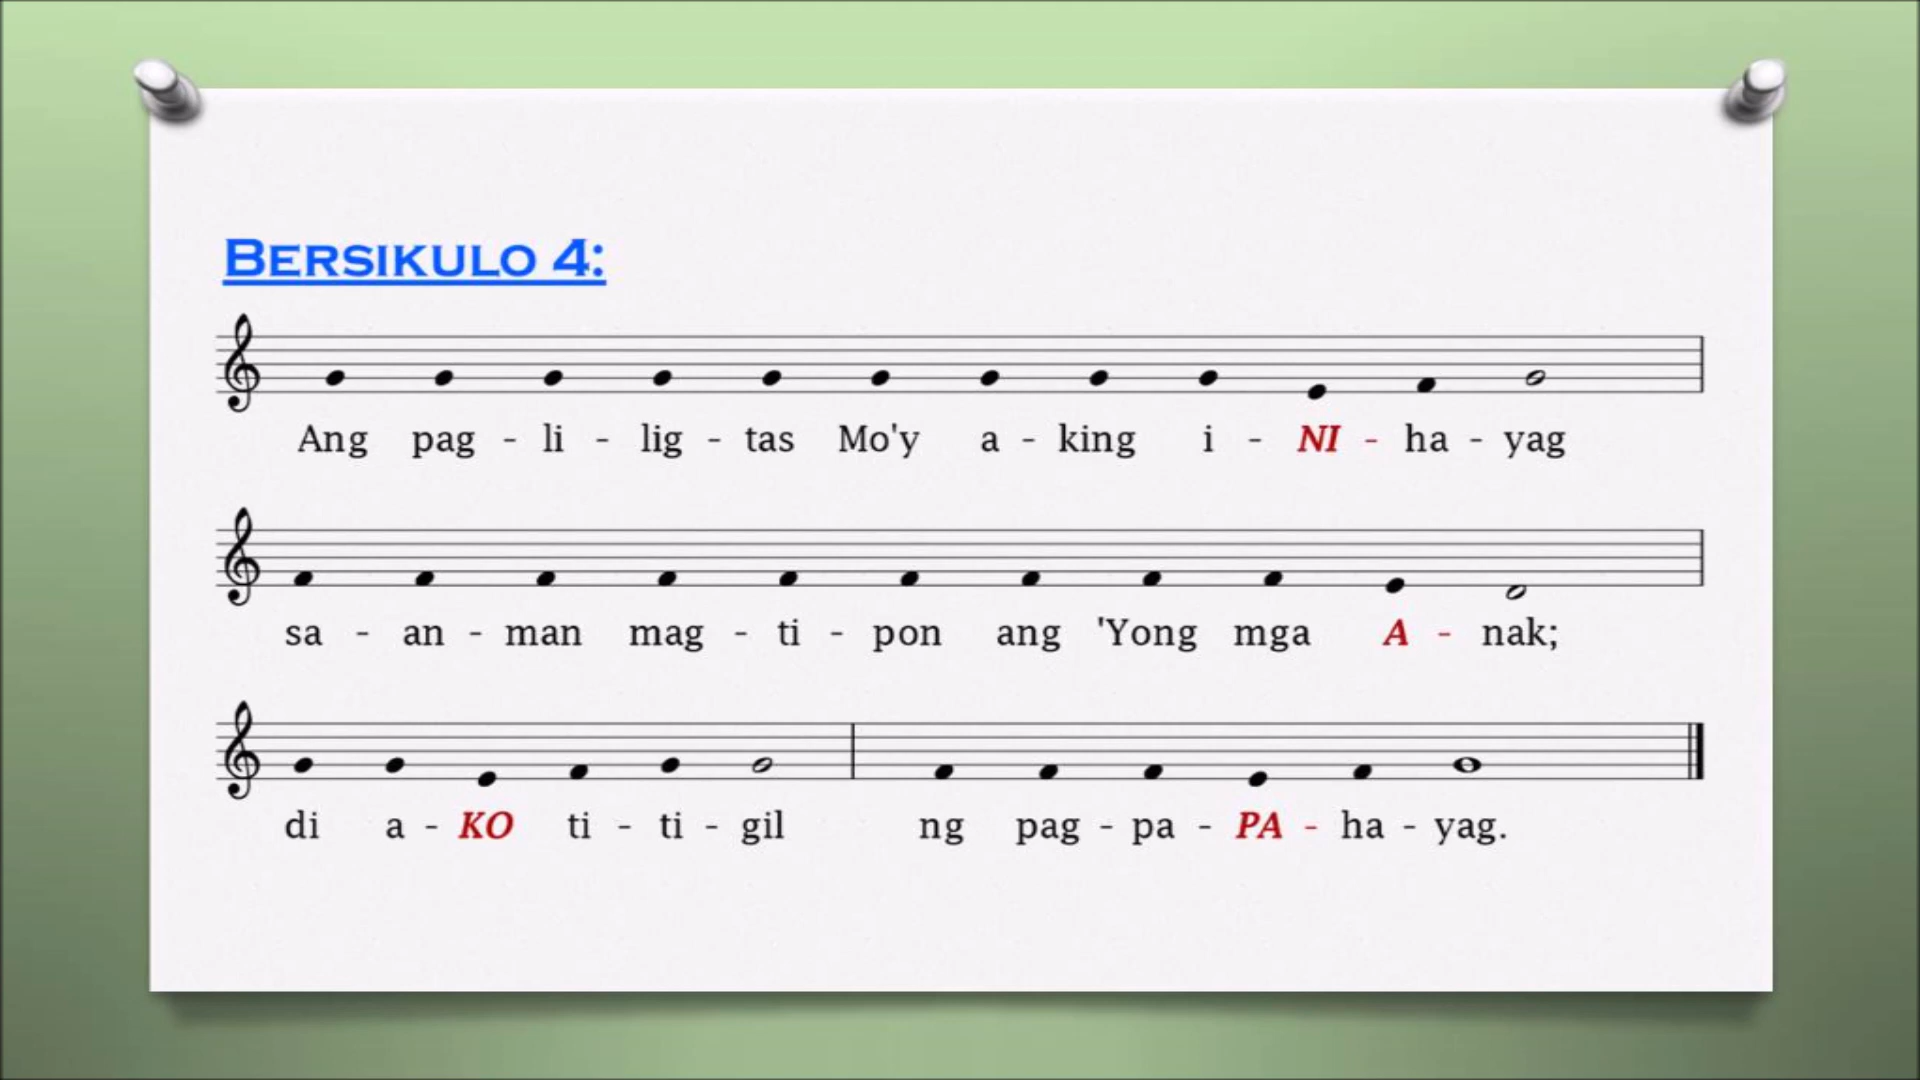 BERSIKULO 4:
Ang pag - li - lig - tas Mo'y a - king i - NI - ha - yag
sa - an - man mag - ti - pon ang 'Yong mga A - nak;
di a - KO ti - ti - gil ng pag - pa - PA - ha - yag.